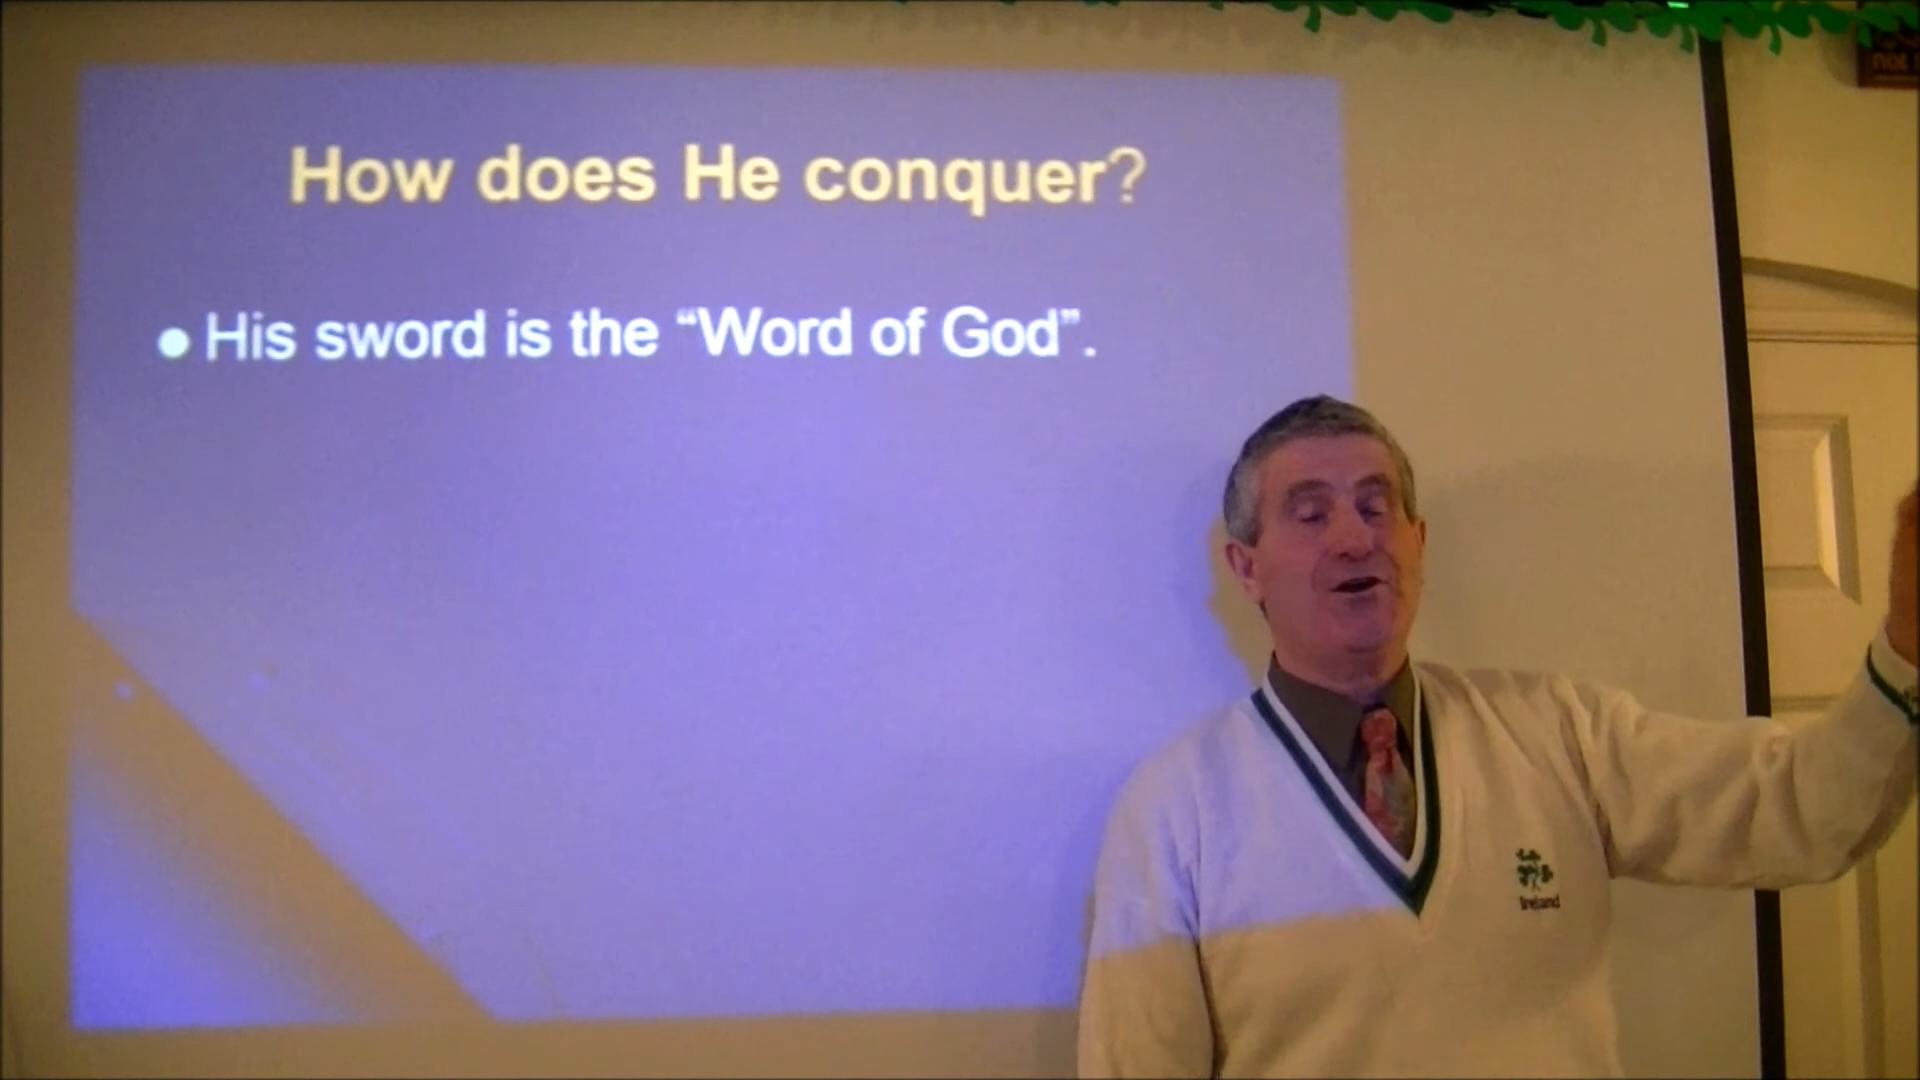 How does He conquer?
● His sword is the “Word of God”.
Ireland